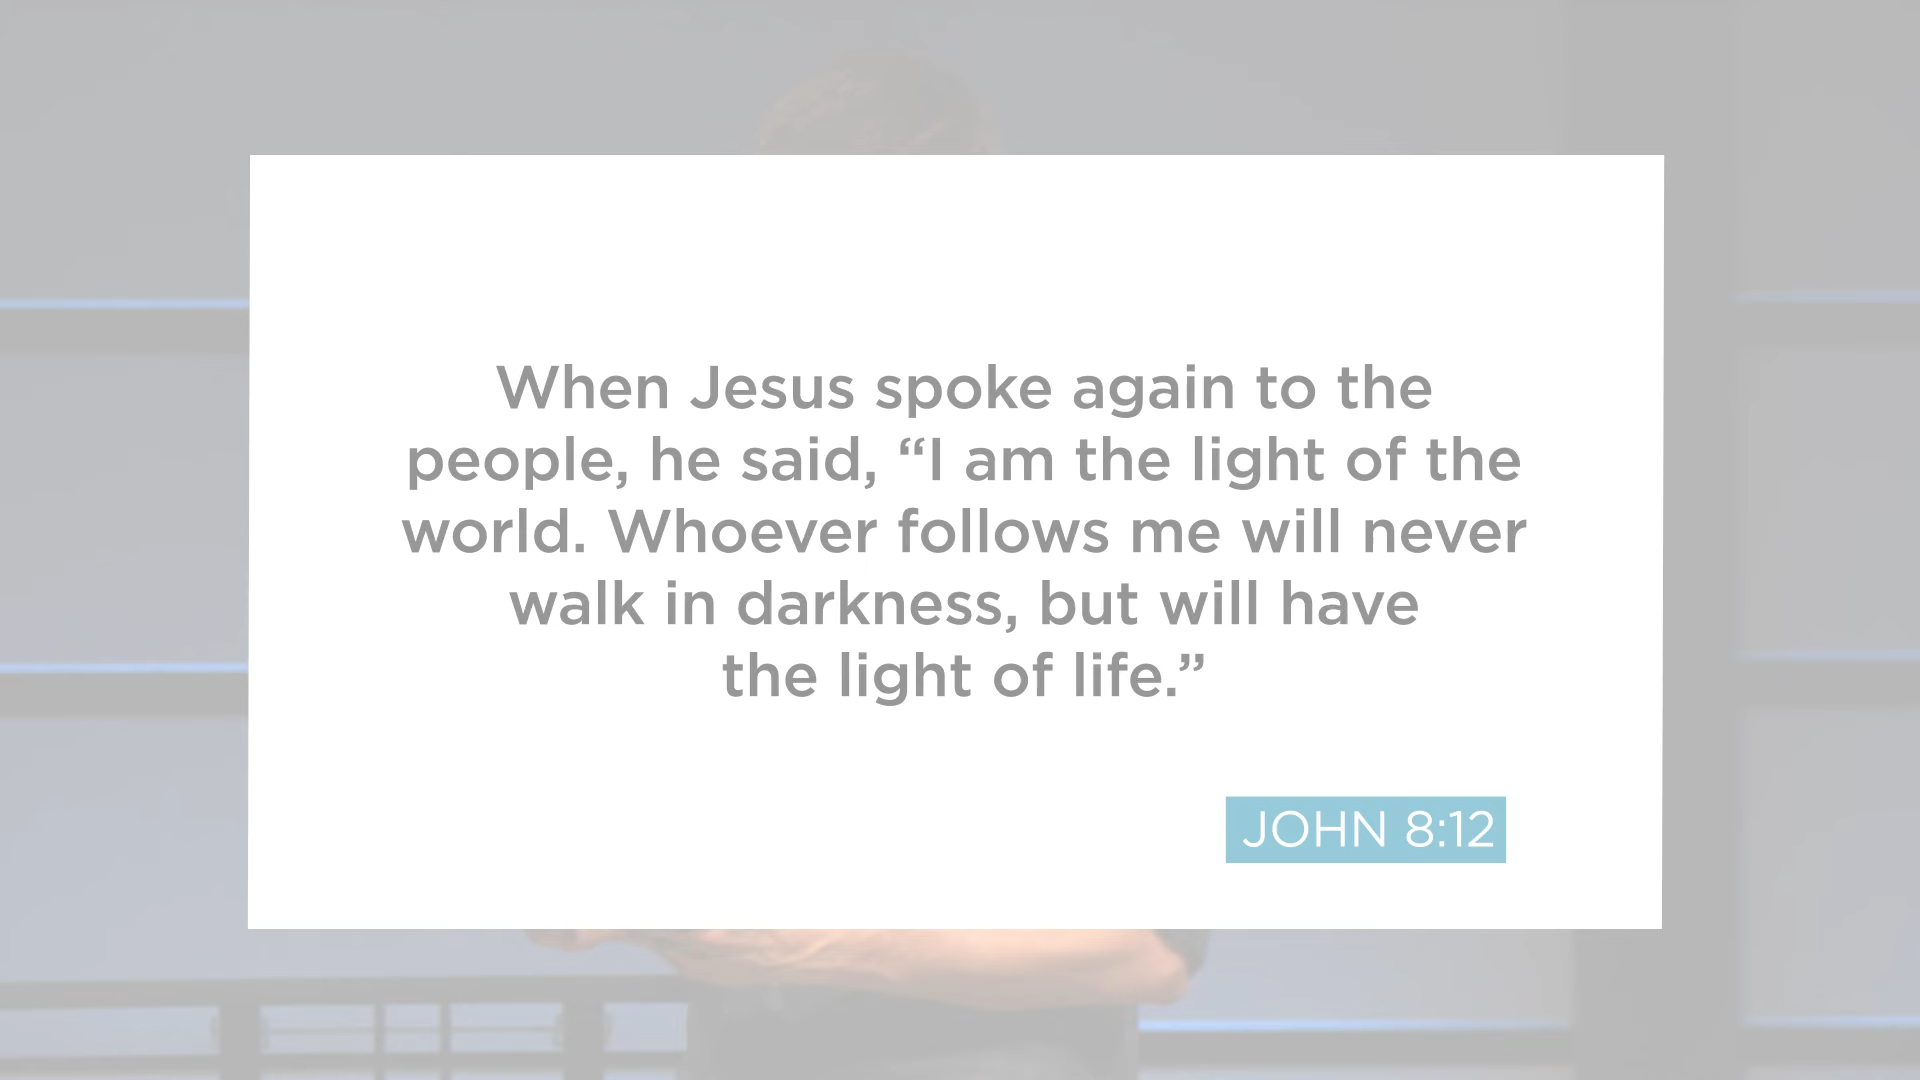 When Jesus spoke again to the
people, he said, “I am the light of the
world. Whoever follows me will never
walk in darkness, but will have
the light of life.”
JOHN 8:12